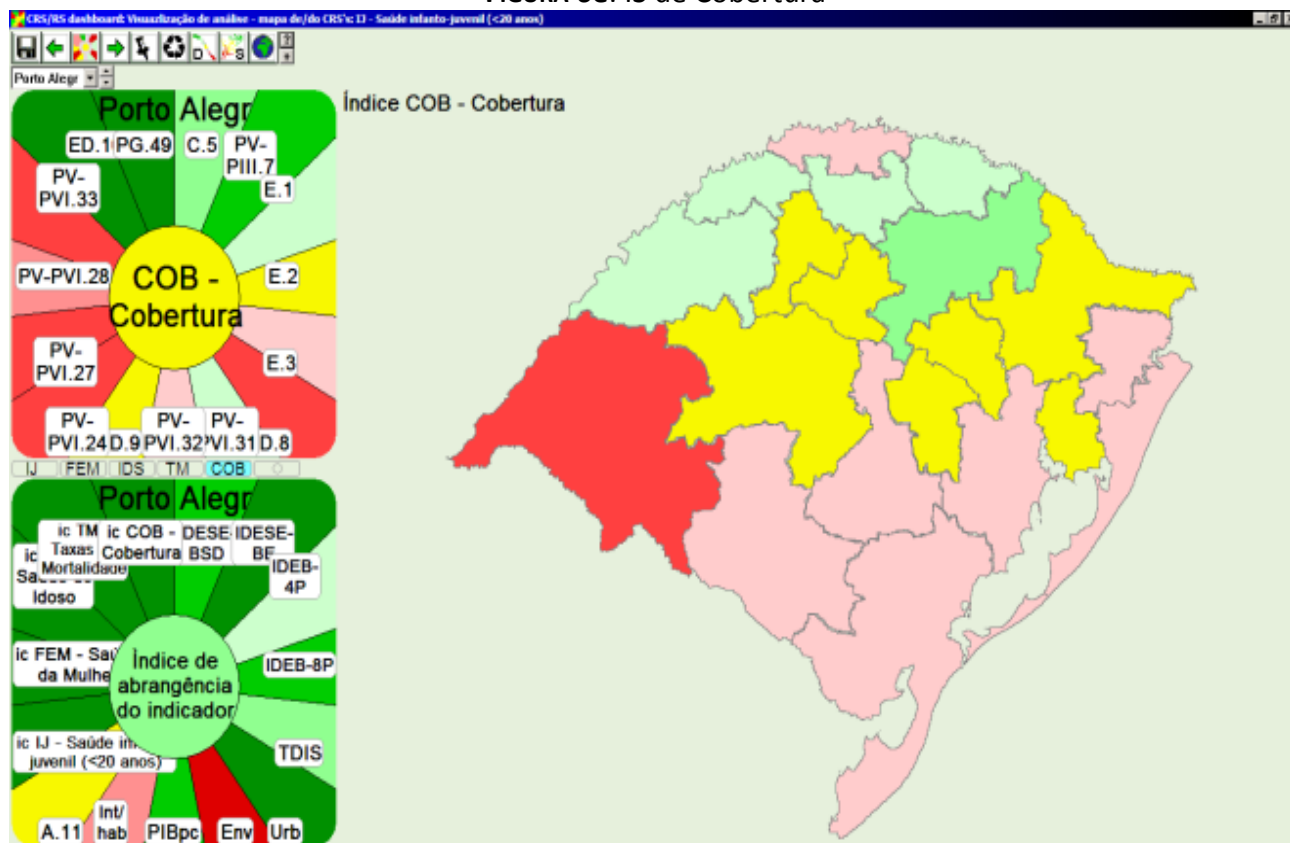 CRS/RS dashboard: Visualização de análise - mapa de/do CRS's: IJ - Saúde infanto-juvenil (<20 anos)
D
S
?
Porto Alegr
Índice COB - Cobertura
Porto Alegr
PG.49
C.5
PV-
PIII.7
PV-
PVI.33
E.1
PV-PVI.28
E.2
COB -
Cobertura
PV-
PVI.27
E.3
PV-
PVI.24
D.9
PV-
PVI.32
PV-
PVI.31
D.8
IJ
FEM
IDS
TM
COB
Porto Alegr
ic TM
Taxas
Mortalidade
ic COB -
Cobertura
DESE
BSD
IDESE-
BE
IDEB-
4P
Idoso
ic FEM - Saú
da Mulhe
Índice de
abrangência
do indicador
IDEB-8P
ic IJ - Saúde in
juvenil (<20 anos)
TDIS
A.11
Int/
hab
PIBpc
Env
Urb